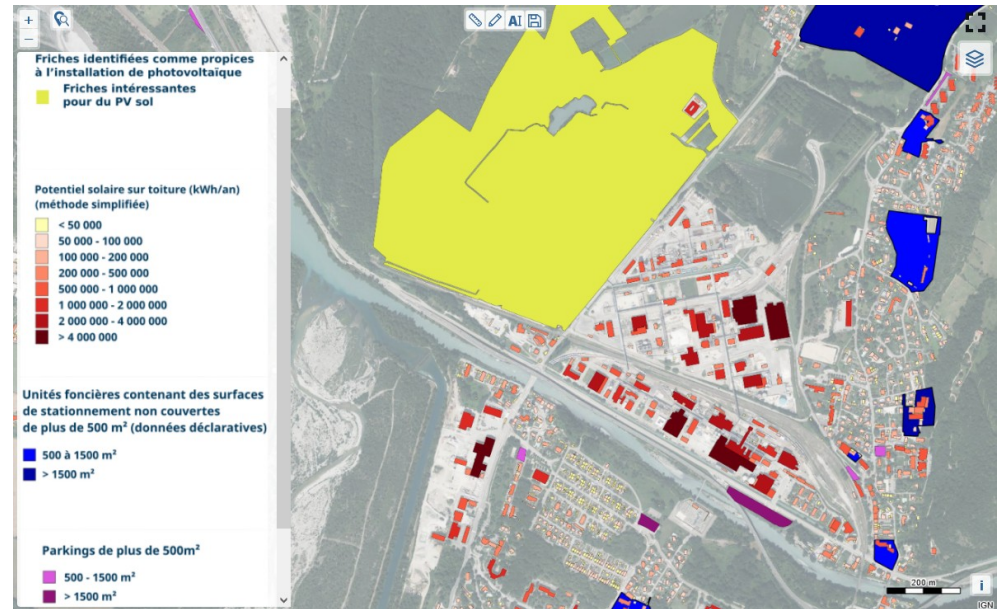 +
−
AI
Friches identifiées comme propices
à l’installation de photovoltaïque
Friches intéressantes
pour du PV sol
Potentiel solaire sur toiture (kWh/an)
(méthode simplifiée)
< 50 000
50 000 - 100 000
100 000 - 200 000
200 000 - 500 000
500 000 - 1 000 000
1 000 000 - 2 000 000
2 000 000 - 4 000 000
> 4 000 000
Unités foncières contenant des surfaces
de stationnement non couvertes
de plus de 500 m² (données déclaratives)
500 à 1500 m²
> 1500 m²
Parkings de plus de 500m²
500 - 1500 m²
> 1500 m²
200 m
i
IGN